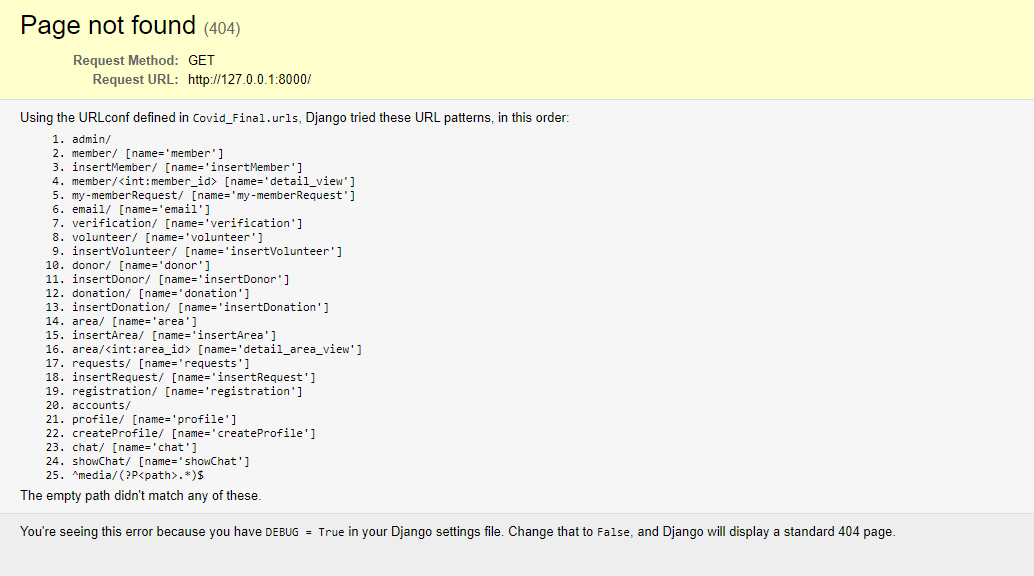 Page not found (404)
Request Method: GET
Request URL: http://127.0.0.1:8000/
Using the URLconf defined in Covid_Final.urls, Django tried these URL patterns, in this order:
1. admin/
2. member/ [name='member']
3. insertMember/ [name='insertMember']
4. member/<int:member_id> [name='detail_view']
5. my-memberRequest/ [name='my-memberRequest']
6. email/ [name='email']
7. verification/ [name='verification']
8. volunteer/ [name='volunteer']
9. insertVolunteer/ [name='insertVolunteer']
10. donor/ [name='donor']
11. insertDonor/ [name='insertDonor']
12. donation/ [name='donation']
13. insertDonation/ [name='insertDonation']
14. area/ [name='area']
15. insertArea/ [name='insertArea']
16. area/<int:area_id> [name='detail_area_view']
17. requests/ [name='requests']
18. insertRequest/ [name='insertRequest']
19. registration/ [name='registration']
20. accounts/
21. profile/ [name='profile']
22. createProfile/ [name='createProfile']
23. chat/ [name='chat']
24. showChat/ [name='showChat']
25. ^media/(?P<path>.*)$
The empty path didn't match any of these.
You're seeing this error because you have DEBUG = True in your Django settings file. Change that to False, and Django will display a standard 404 page.